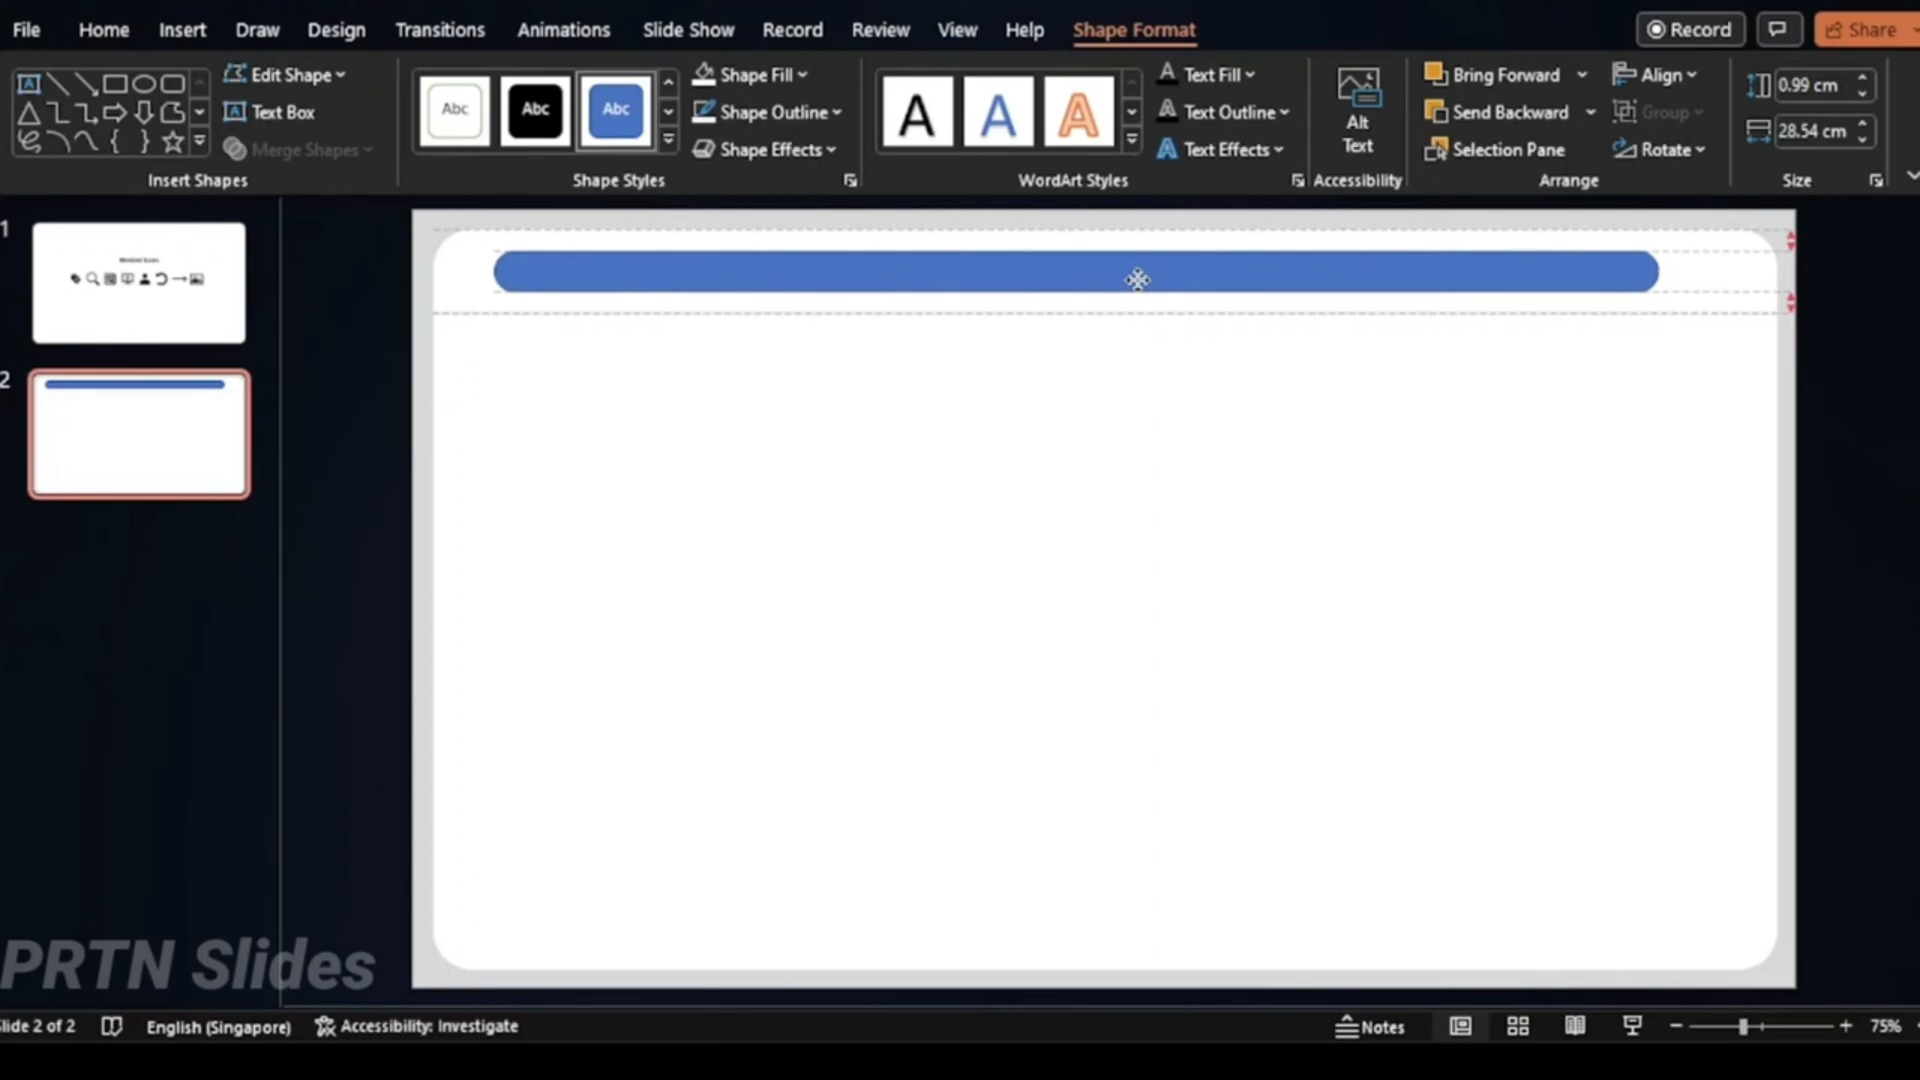 File Home Insert Draw Design Transitions Animations Slide Show Record Review View Help Shape Format Record Share
Edit Shape
Text Box
Merge Shapes
Insert Shapes
Abc Abc Abc
Shape Fill
Shape Outline
Shape Effects
Shape Styles
A A A
Text Fill
Text Outline
Text Effects
WordArt Styles
Alt
Text
Accessibility
Bring Forward
Send Backward
Selection Pane
Align
Group
Rotate
Arrange
0.99 cm
28.54 cm
Size
1
2
PRTN Slides
lide 2 of 2 English (Singapore) Accessibility: Investigate Notes 75%